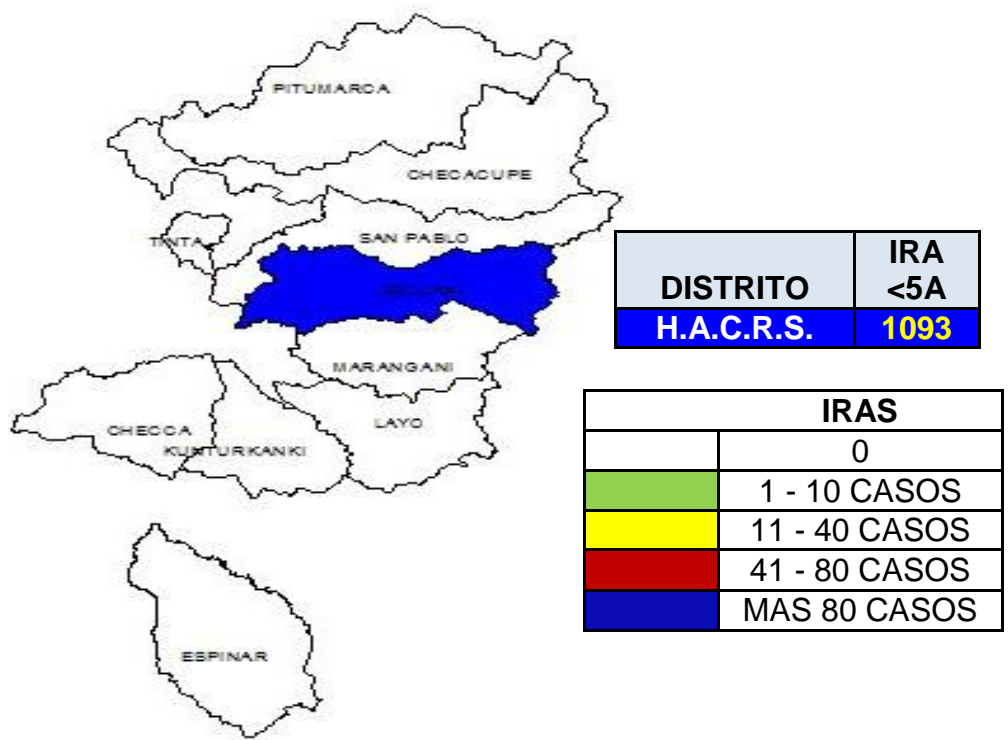 PITUMARCA
CHECACUPE
TINTA
SAN PABLO
MARANGANI
CHECCA
KUNTURKANKI
LAYO
ESPINAR
DISTRITO IRA <5A
H.A.C.R.S. 1093
IRAS
0
1 - 10 CASOS
11 - 40 CASOS
41 - 80 CASOS
MAS 80 CASOS